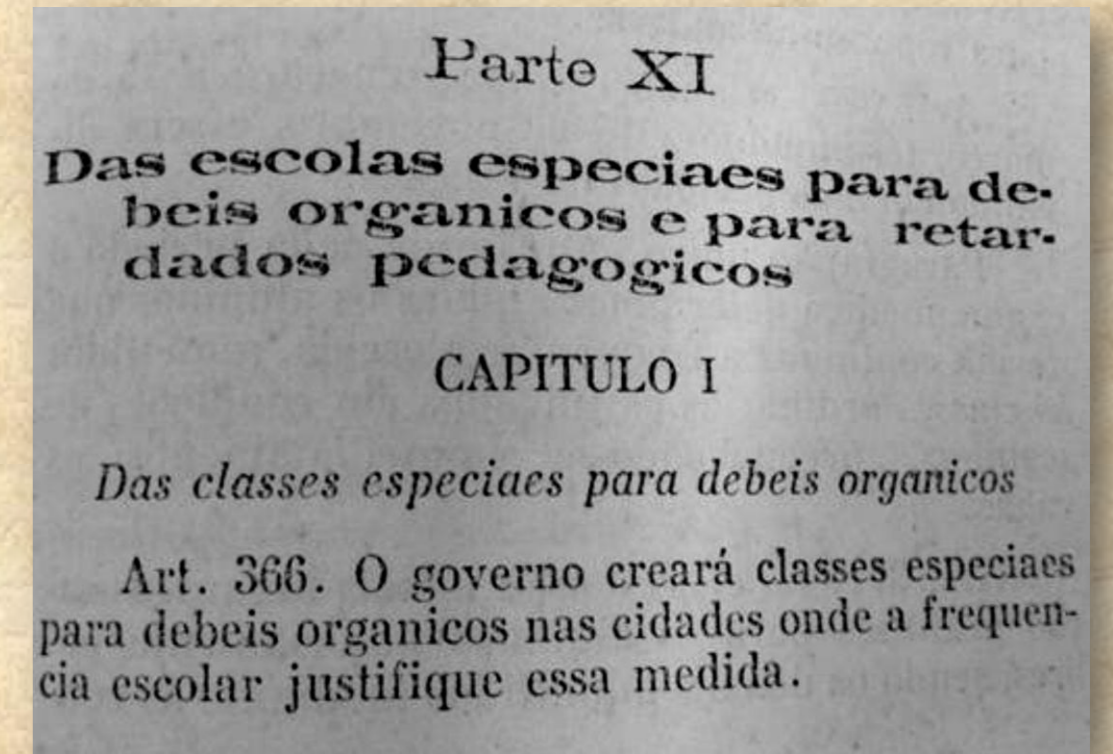 Parte XI
Das escolas especiaes para de-
beis organicos e para retar-
dados pedagogicos
CAPITULO I
Das classes especiaes para debeis organicos
Art. 366. O governo creará classes especiaes
para debeis organicos nas cidades onde a frequen-
cia escolar justifique essa medida.